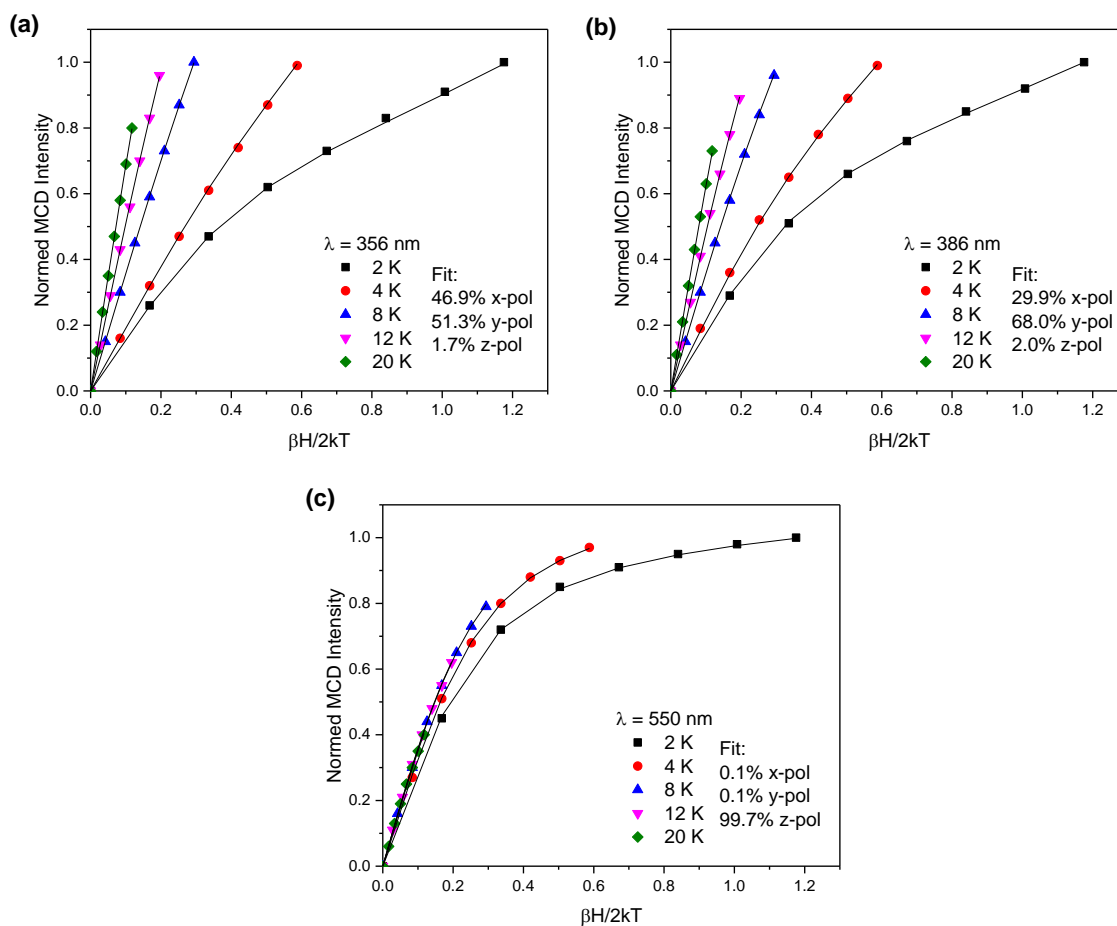 (a)
Normed MCD Intensity
1.0
0.8
0.6
0.4
0.2
0.0
0.0 0.2 0.4 0.6 0.8 1.0 1.2
βH/2kT
λ = 356 nm
2 K
4 K
8 K
12 K
20 K
Fit:
46.9% x-pol
51.3% y-pol
1.7% z-pol
(b)
Normed MCD Intensity
1.0
0.8
0.6
0.4
0.2
0.0
0.0 0.2 0.4 0.6 0.8 1.0 1.2
βH/2kT
λ = 386 nm
2 K
4 K
8 K
12 K
20 K
Fit:
29.9% x-pol
68.0% y-pol
2.0% z-pol
(c)
Normed MCD Intensity
1.0
0.8
0.6
0.4
0.2
0.0
0.0 0.2 0.4 0.6 0.8 1.0 1.2
βH/2kT
λ = 550 nm
2 K
4 K
8 K
12 K
20 K
Fit:
0.1% x-pol
0.1% y-pol
99.7% z-pol